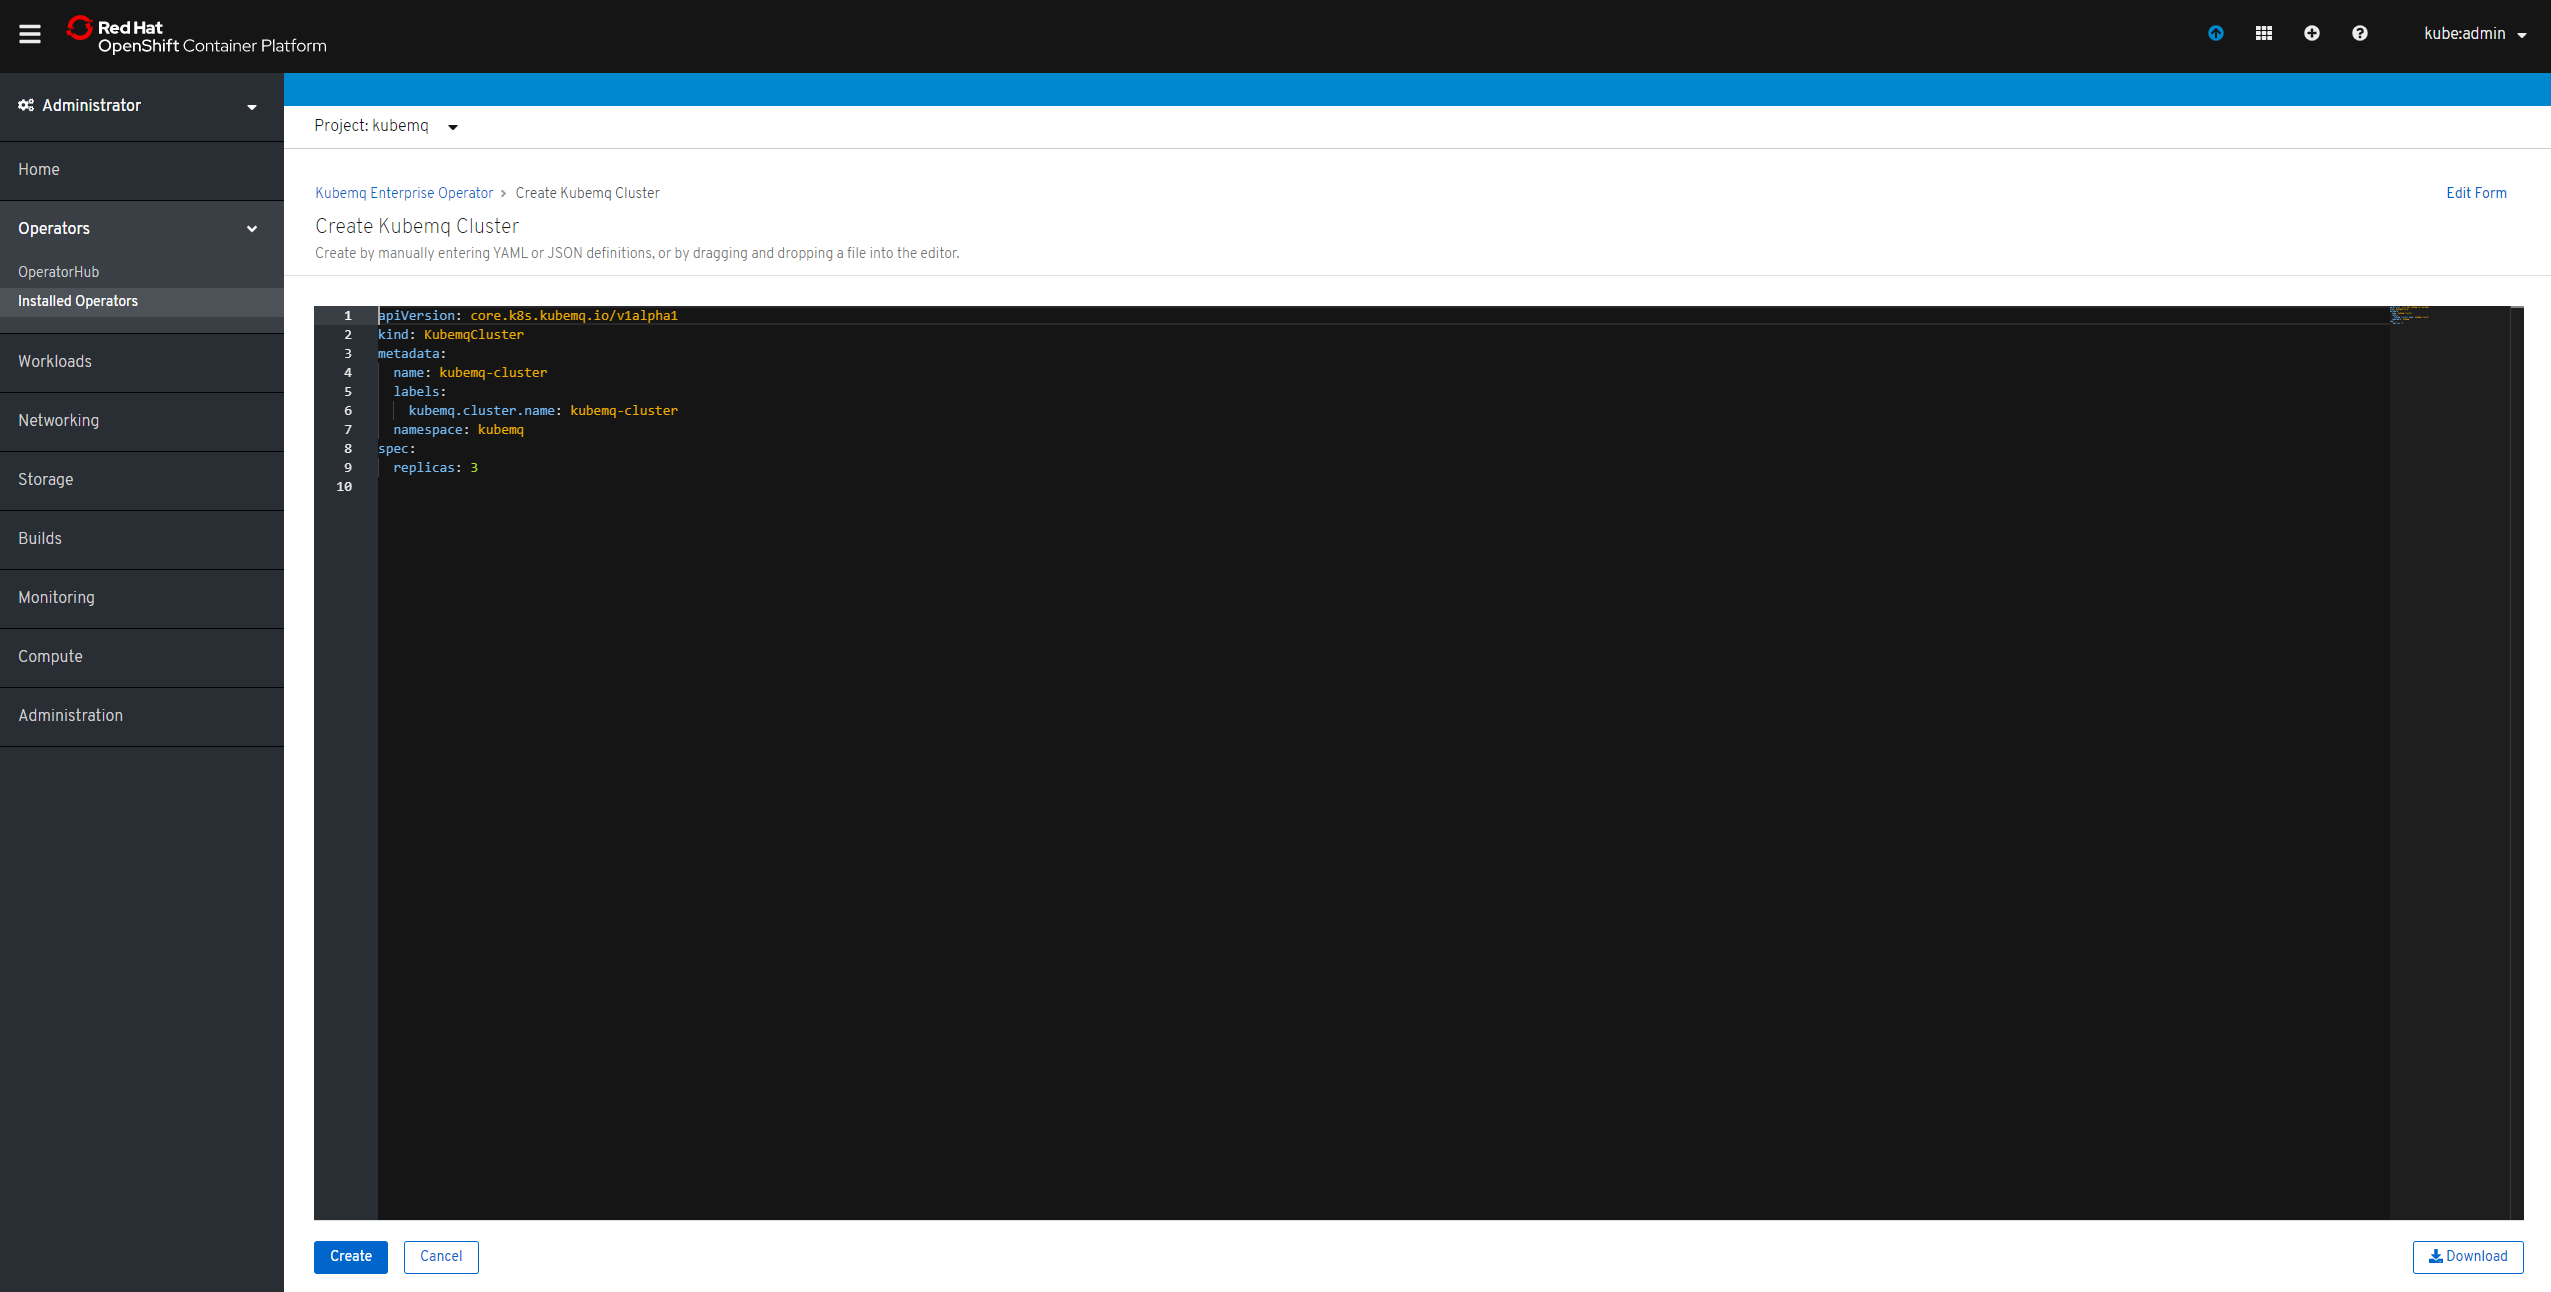 Red Hat
OpenShift Container Platform
kube:admin
Administrator
Project: kubemq
Home
Operators
OperatorHub
Installed Operators
Workloads
Networking
Storage
Builds
Monitoring
Compute
Administration
Kubemq Enterprise Operator > Create Kubemq Cluster
Edit Form
Create Kubemq Cluster
Create by manually entering YAML or JSON definitions, or by dragging and dropping a file into the editor.
1 apiVersion: core.k8s.kubemq.io/v1alpha1
2 kind: KubemqCluster
3 metadata:
4   name: kubemq-cluster
5   labels:
6     kubemq.cluster.name: kubemq-cluster
7   namespace: kubemq
8 spec:
9   replicas: 3
10
Create
Cancel
Download